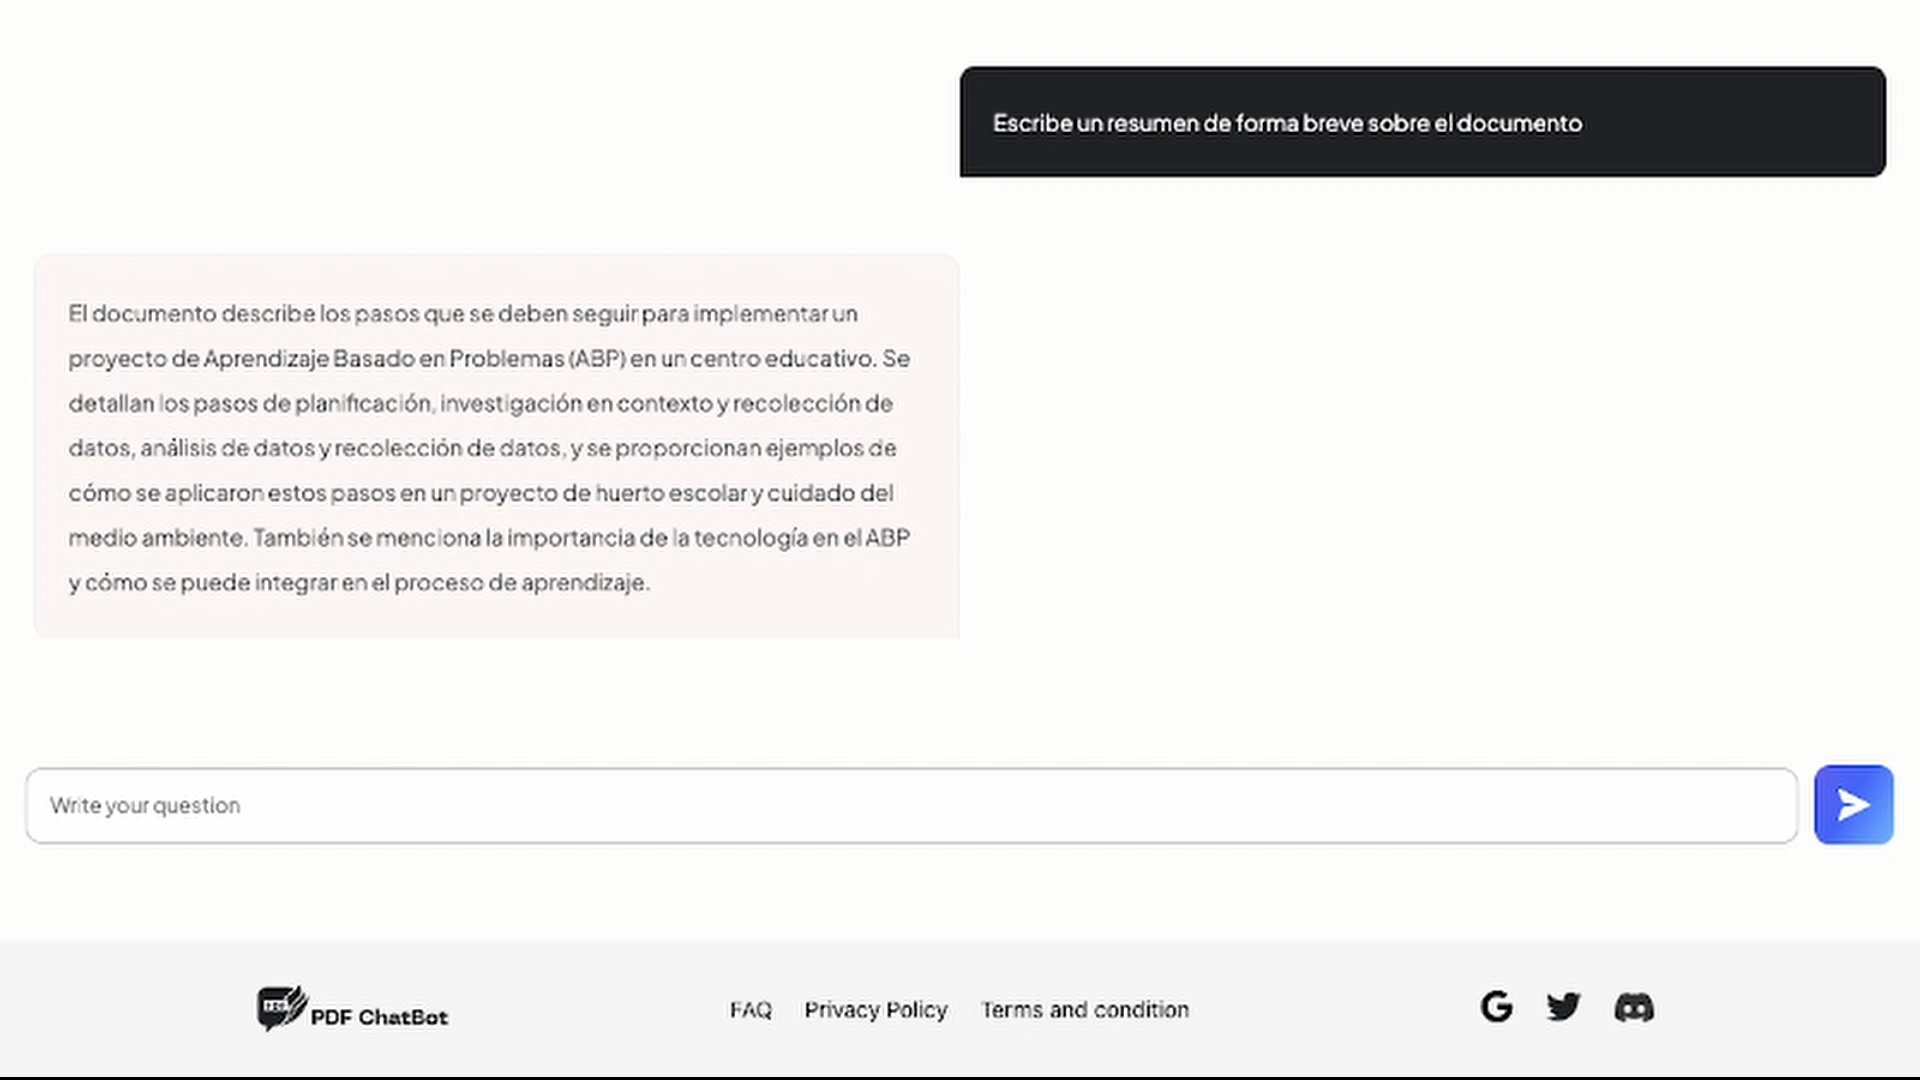 Escribe un resumen de forma breve sobre el documento
El documento describe los pasos que se deben seguir para implementar un
proyecto de Aprendizaje Basado en Problemas (ABP) en un centro educativo. Se
detallan los pasos de planificación, investigación en contexto y recolección de
datos, análisis de datos y recolección de datos, y se proporcionan ejemplos de
cómo se aplicaron estos pasos en un proyecto de huerto escolar y cuidado del
medio ambiente. También se menciona la importancia de la tecnología en el ABP
y cómo se puede integrar en el proceso de aprendizaje.
Write your question
PDF ChatBot
FAQ Privacy Policy Terms and condition